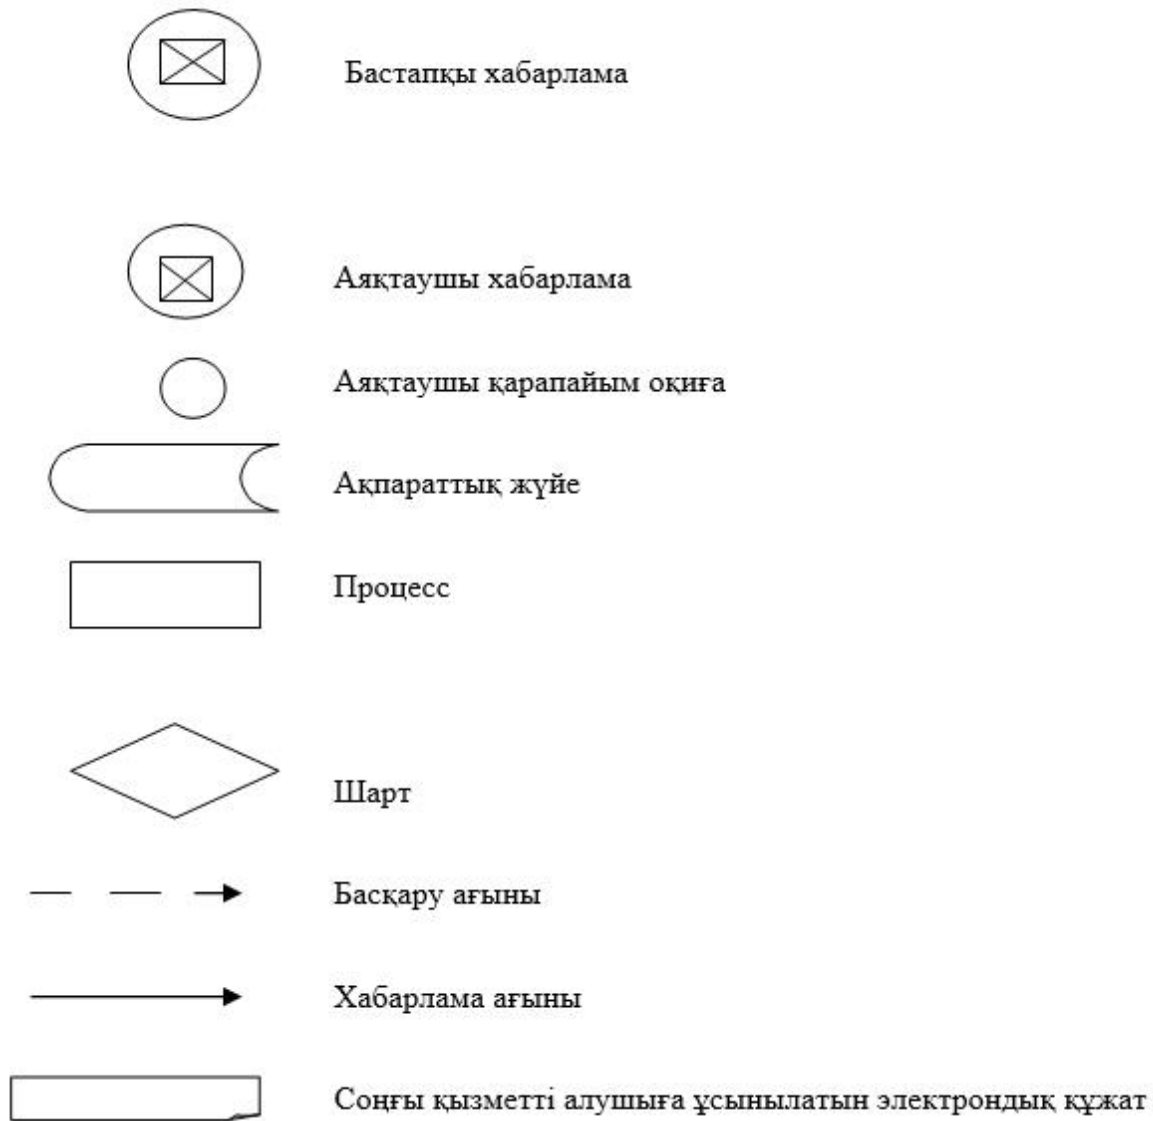 Бастапқы хабарлама
Аяқтаушы хабарлама
Аяқтаушы қарапайым оқиға
Ақпараттық жүйе
Процесс
Шарт
Басқару ағыны
Хабарлама ағыны
Соңғы қызметті алушыға ұсынылатын электрондық құжат